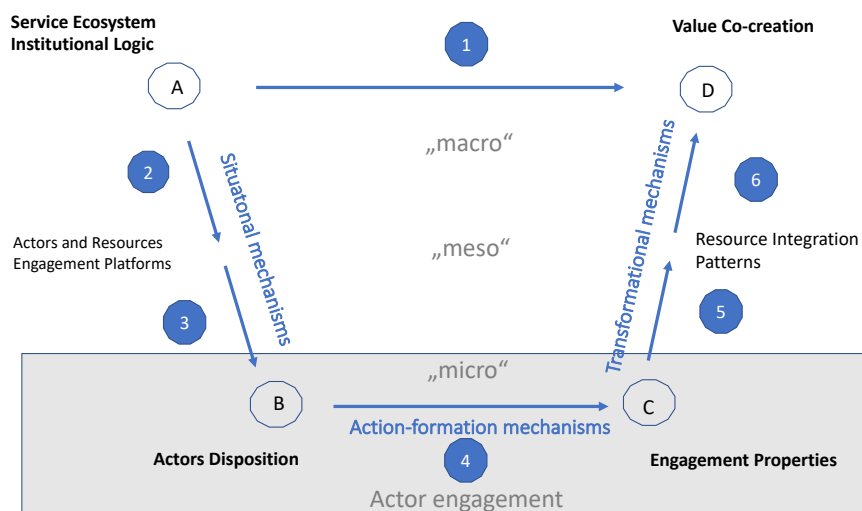 Service Ecosystem
Institutional Logic
1
Value Co-creation
A
D
„macro“
2
Situatonal mechanisms
Transformational mechanisms
6
Actors and Resources
Engagement Platforms
„meso“
Resource Integration
Patterns
3
5
„micro“
B
C
Action-formation mechanisms
Actors Disposition
4
Engagement Properties
Actor engagement